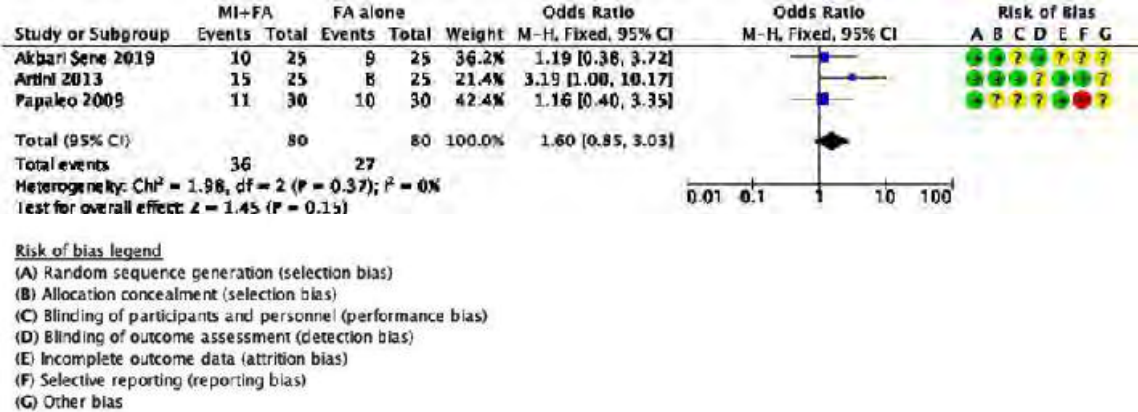 MI+FA FA alone Odds Ratio Odds Ratio Risk of Bias
Study or Subgroup Events Total Events Total Weight M-H, Fixed, 95% CI M-H, Fixed, 95% CI A B C D E F G
Akbari Sene 2019 10 25 9 25 36.2% 1.19 [0.38, 3.72] + + ? + ? ? ?
Artini 2013 15 25 8 25 21.4% 3.19 [1.00, 10.17] + + ? + + + ?
Papaleo 2009 11 30 10 30 42.4% 1.16 [0.40, 3.35] + ? ? ? + - ?
Total (95% CI) 80 80 100.0% 1.60 [0.85, 3.03]
Total events 36 27
Heterogeneity: Chi² = 1.98, df = 2 (P = 0.37); I² = 0%
Test for overall effect: Z = 1.45 (P = 0.15)
0.01 0.1 1 10 100
Risk of bias legend
(A) Random sequence generation (selection bias)
(B) Allocation concealment (selection bias)
(C) Blinding of participants and personnel (performance bias)
(D) Blinding of outcome assessment (detection bias)
(E) Incomplete outcome data (attrition bias)
(F) Selective reporting (reporting bias)
(G) Other bias